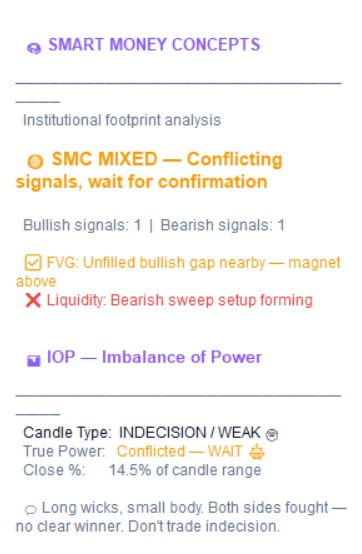 SMART MONEY CONCEPTS
Institutional footprint analysis
SMC MIXED — Conflicting
signals, wait for confirmation
Bullish signals: 1 | Bearish signals: 1
FVG: Unfilled bullish gap nearby — magnet
above
Liquidity: Bearish sweep setup forming
IOP — Imbalance of Power
Candle Type: INDECISION / WEAK
True Power: Conflicted — WAIT
Close %: 14.5% of candle range
Long wicks, small body. Both sides fought —
no clear winner. Don't trade indecision.